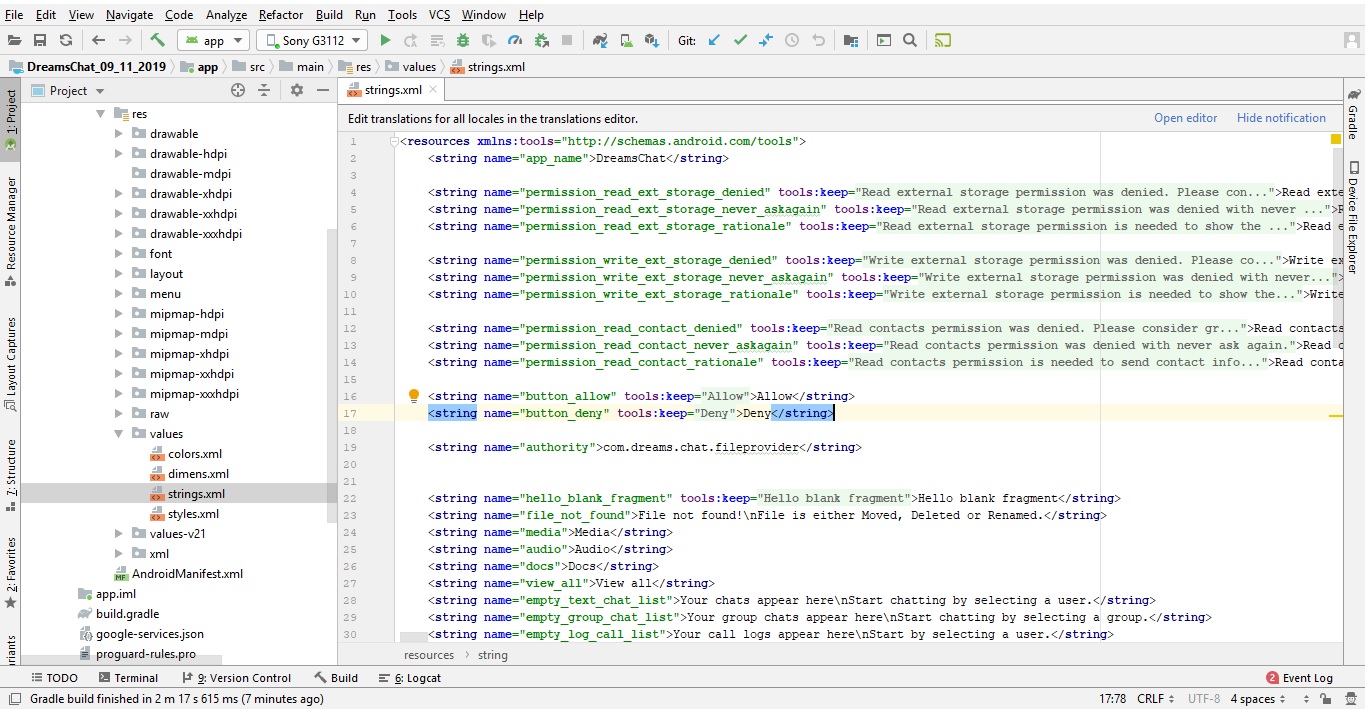 File Edit View Navigate Code Analyze Refactor Build Run Tools VCS Window Help
app Sony G3112 Git:
DreamsChat_09_11_2019 app src main res values strings.xml
Project
strings.xml
1: Project
Resource Manager
Layout Captures
7: Structure
2: Favorites
res
drawable
drawable-hdpi
drawable-mdpi
drawable-xhdpi
drawable-xxhdpi
drawable-xxxhdpi
font
layout
menu
mipmap-hdpi
mipmap-mdpi
mipmap-xhdpi
mipmap-xxhdpi
mipmap-xxxhdpi
raw
values
colors.xml
dimens.xml
strings.xml
styles.xml
values-v21
xml
AndroidManifest.xml
app.iml
build.gradle
google-services.json
proguard-rules.pro
Edit translations for all locales in the translations editor. Open editor Hide notification
1 <resources xmlns:tools="http://schemas.android.com/tools">
2 <string name="app_name">DreamsChat</string>
3
4 <string name="permission_read_ext_storage_denied" tools:keep="Read external storage permission was denied. Please con...">Read exte
5 <string name="permission_read_ext_storage_never_askagain" tools:keep="Read external storage permission was denied with never ...">R
6 <string name="permission_read_ext_storage_rationale" tools:keep="Read external storage permission is needed to show the ...">Read e
7
8 <string name="permission_write_ext_storage_denied" tools:keep="Write external storage permission was denied. Please co...">Write ex
9 <string name="permission_write_ext_storage_never_askagain" tools:keep="Write external storage permission was denied with never...">
10 <string name="permission_write_ext_storage_rationale" tools:keep="Write external storage permission is needed to show the...">Write
11
12 <string name="permission_read_contact_denied" tools:keep="Read contacts permission was denied. Please consider gr...">Read contacts
13 <string name="permission_read_contact_never_askagain" tools:keep="Read contacts permission was denied with never ask again.">Read c
14 <string name="permission_read_contact_rationale" tools:keep="Read contacts permission is needed to send contact info...">Read conta
15
16 <string name="button_allow" tools:keep="Allow">Allow</string>
17 <string name="button_deny" tools:keep="Deny">Deny</string>
18
19 <string name="authority">com.dreams.chat.fileprovider</string>
20
21
22 <string name="hello_blank_fragment" tools:keep="Hello blank fragment">Hello blank fragment</string>
23 <string name="file_not_found">File not found!\nFile is either Moved, Deleted or Renamed.</string>
24 <string name="media">Media</string>
25 <string name="audio">Audio</string>
26 <string name="docs">Docs</string>
27 <string name="view_all">View all</string>
28 <string name="empty_text_chat_list">Your chats appear here\nStart chatting by selecting a user.</string>
29 <string name="empty_group_chat_list">Your group chats appear here\nStart chatting by selecting a group.</string>
30 <string name="empty_log_call_list">Your call logs appear here\nStart by selecting a user.</string>
resources string
Gradle
Device File Explorer
TODO Terminal 9: Version Control Build 6: Logcat 2 Event Log
Gradle build finished in 2 m 17 s 615 ms (7 minutes ago) 17:78 CRLF UTF-8 4 spaces